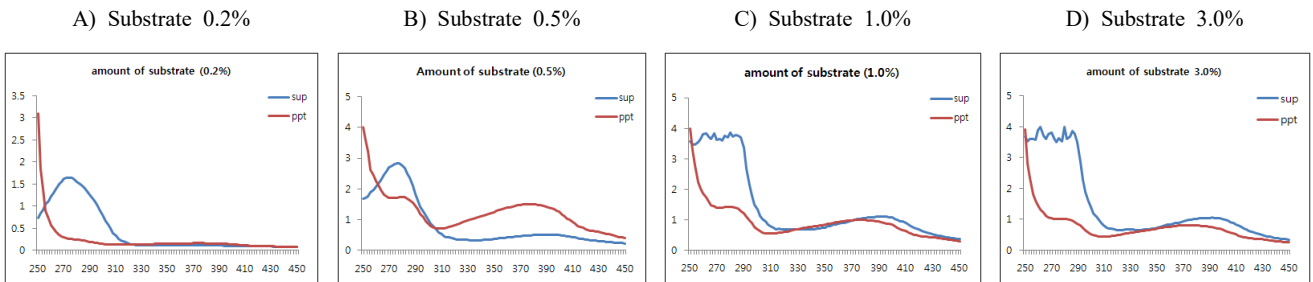 A) Substrate 0.2%
B) Substrate 0.5%
C) Substrate 1.0%
D) Substrate 3.0%
amount of substrate (0.2%)
3.5
3
2.5
2
1.5
1
0.5
0
250 270 290 310 330 350 370 390 410 430 450
sup
ppt
Amount of substrate (0.5%)
5
4
3
2
1
0
250 270 290 310 330 350 370 390 410 430 450
sup
ppt
amount of substrate (1.0%)
5
4
3
2
1
0
250 270 290 310 330 350 370 390 410 430 450
sup
ppt
amount of substrate 3.0%)
5
4
3
2
1
0
250 270 290 310 330 350 370 390 410 430 450
sup
ppt